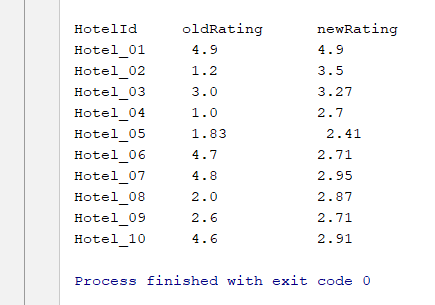 HotelId oldRating newRating
Hotel_01 4.9 4.9
Hotel_02 1.2 3.5
Hotel_03 3.0 3.27
Hotel_04 1.0 2.7
Hotel_05 1.83 2.41
Hotel_06 4.7 2.71
Hotel_07 4.8 2.95
Hotel_08 2.0 2.87
Hotel_09 2.6 2.71
Hotel_10 4.6 2.91
Process finished with exit code 0